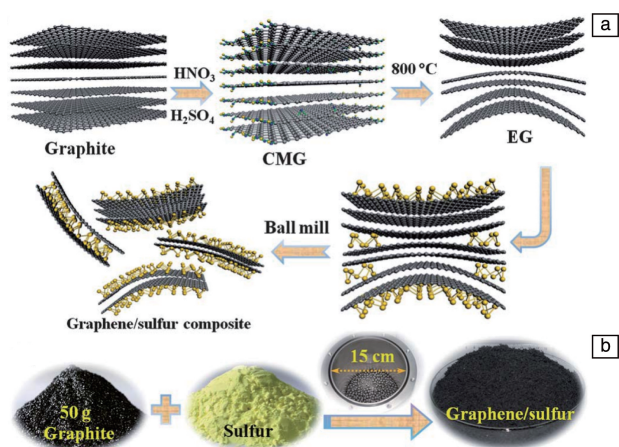 a
HNO₃
H₂SO₄
800 °C
Graphite
CMG
EG
Ball mill
Graphene/sulfur composite
b
15 cm
50 g
Graphite
Sulfur
Graphene/sulfur